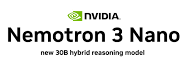 NVIDIA.
Nemotron 3 Nano
new 30B hybrid reasoning model